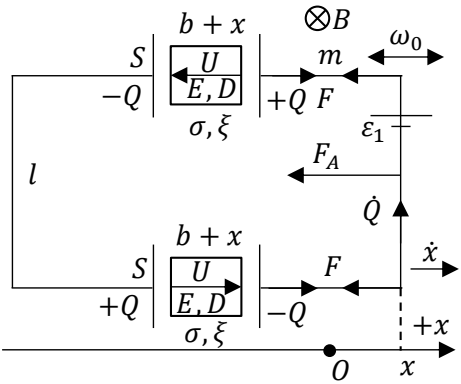 b + x
⊗B
ω₀
S
U
m
−Q
E, D
+Q
F
ε₁
σ, ξ
F_A
l
Q̇
b + x
S
U
F
ẋ
+Q
E, D
−Q
σ, ξ
+x
O
x